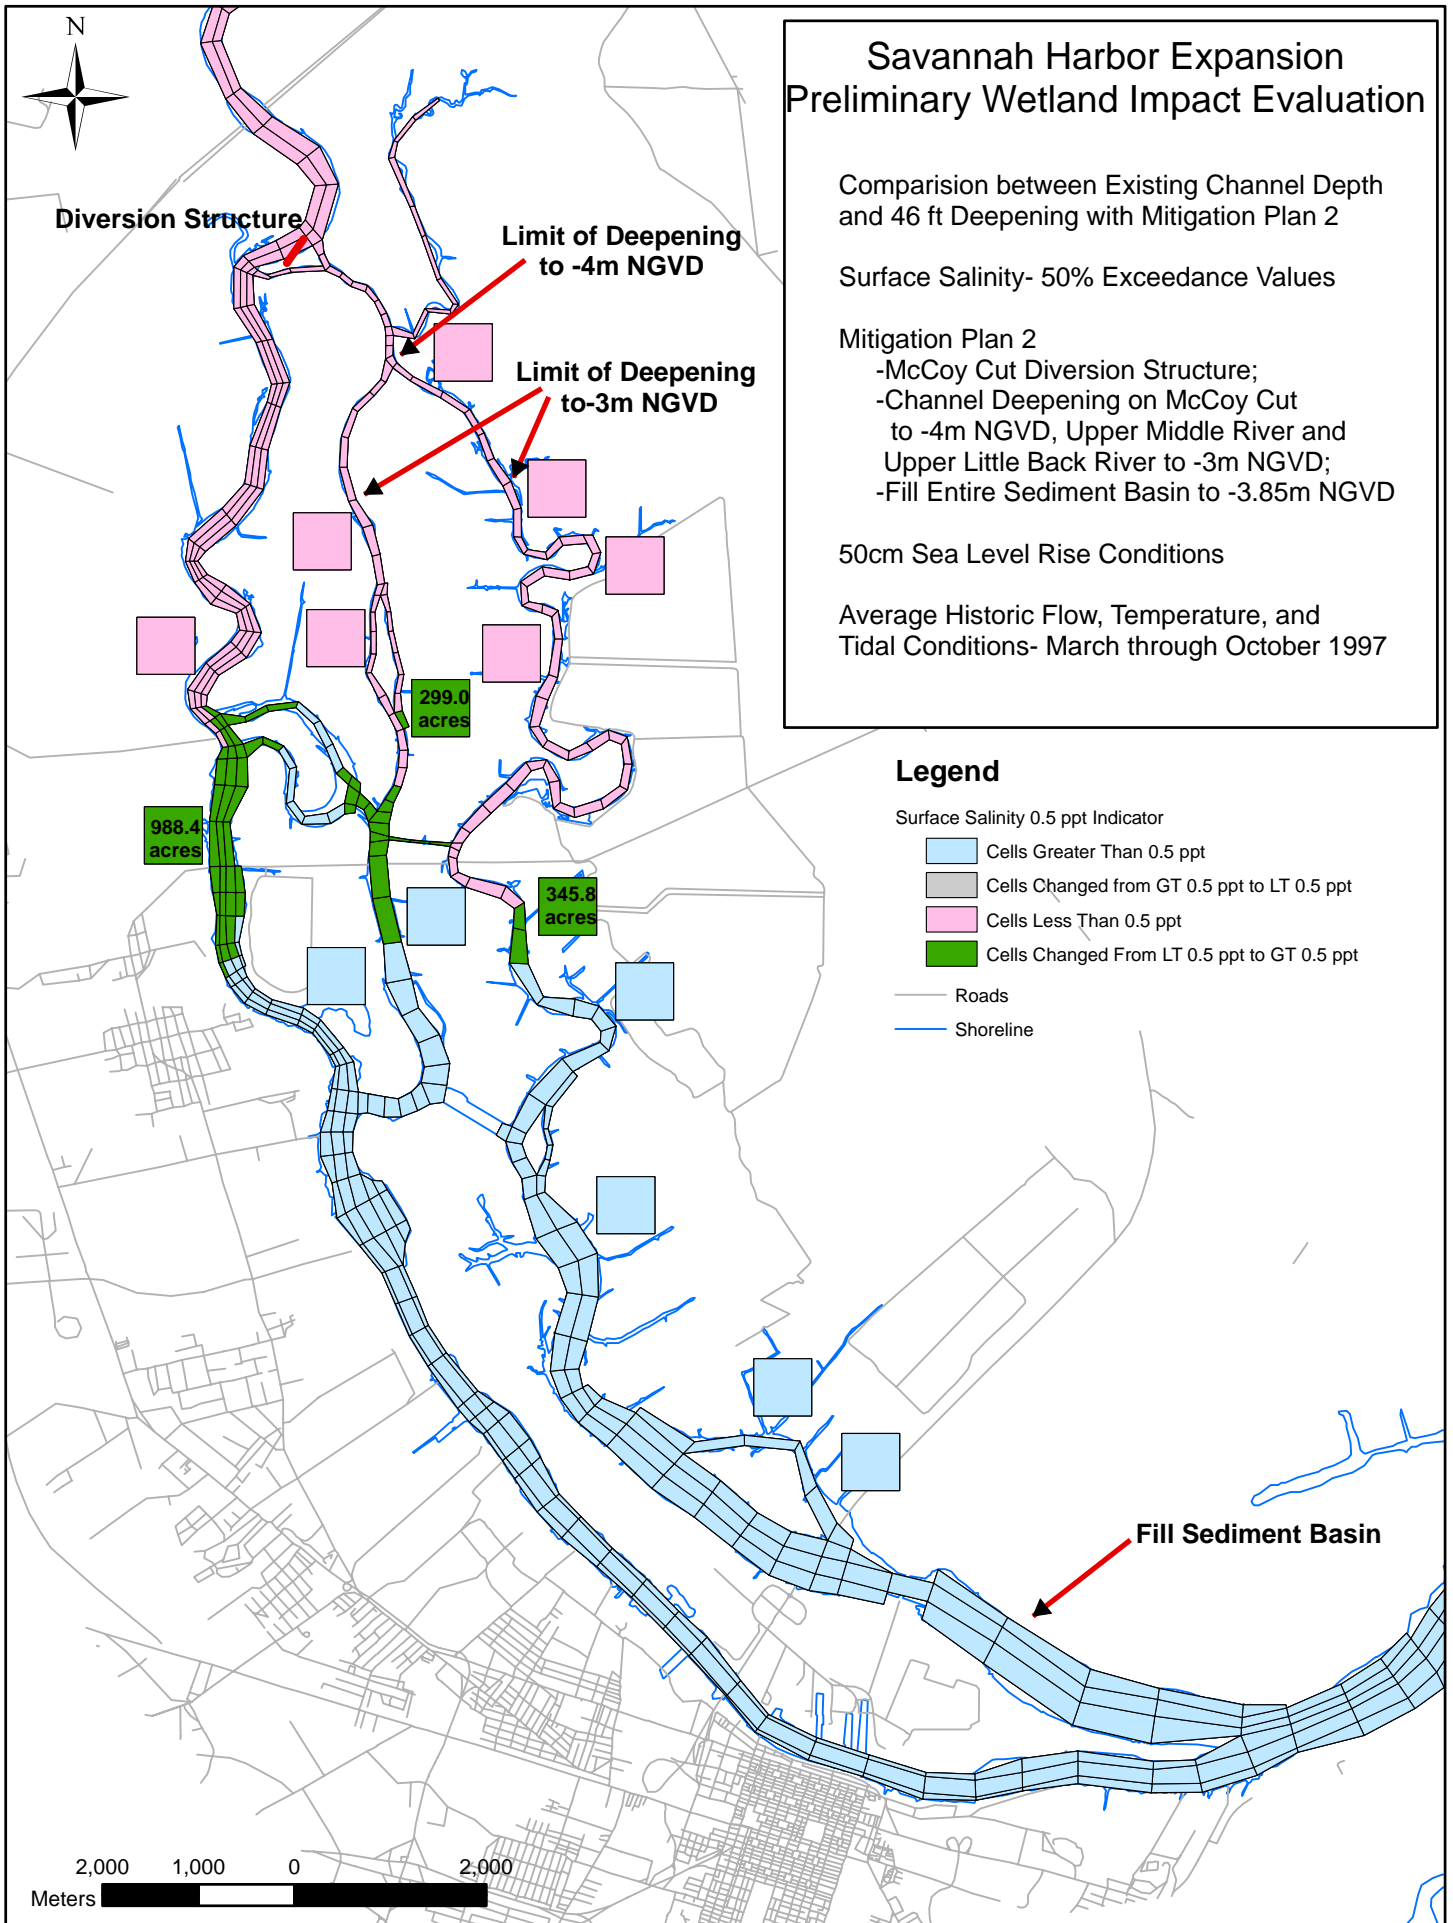 N
Savannah Harbor Expansion
Preliminary Wetland Impact Evaluation
Comparision between Existing Channel Depth
and 46 ft Deepening with Mitigation Plan 2
Surface Salinity- 50% Exceedance Values
Mitigation Plan 2
-McCoy Cut Diversion Structure;
-Channel Deepening on McCoy Cut
to -4m NGVD, Upper Middle River and
Upper Little Back River to -3m NGVD;
-Fill Entire Sediment Basin to -3.85m NGVD
50cm Sea Level Rise Conditions
Average Historic Flow, Temperature, and
Tidal Conditions- March through October 1997
Diversion Structure
Limit of Deepening
to -4m NGVD
Limit of Deepening
to-3m NGVD
299.0
acres
988.4
acres
345.8
acres
Legend
Surface Salinity 0.5 ppt Indicator
Cells Greater Than 0.5 ppt
Cells Changed from GT 0.5 ppt to LT 0.5 ppt
Cells Less Than 0.5 ppt
Cells Changed From LT 0.5 ppt to GT 0.5 ppt
Roads
Shoreline
Fill Sediment Basin
2,000 1,000 0 2,000
Meters